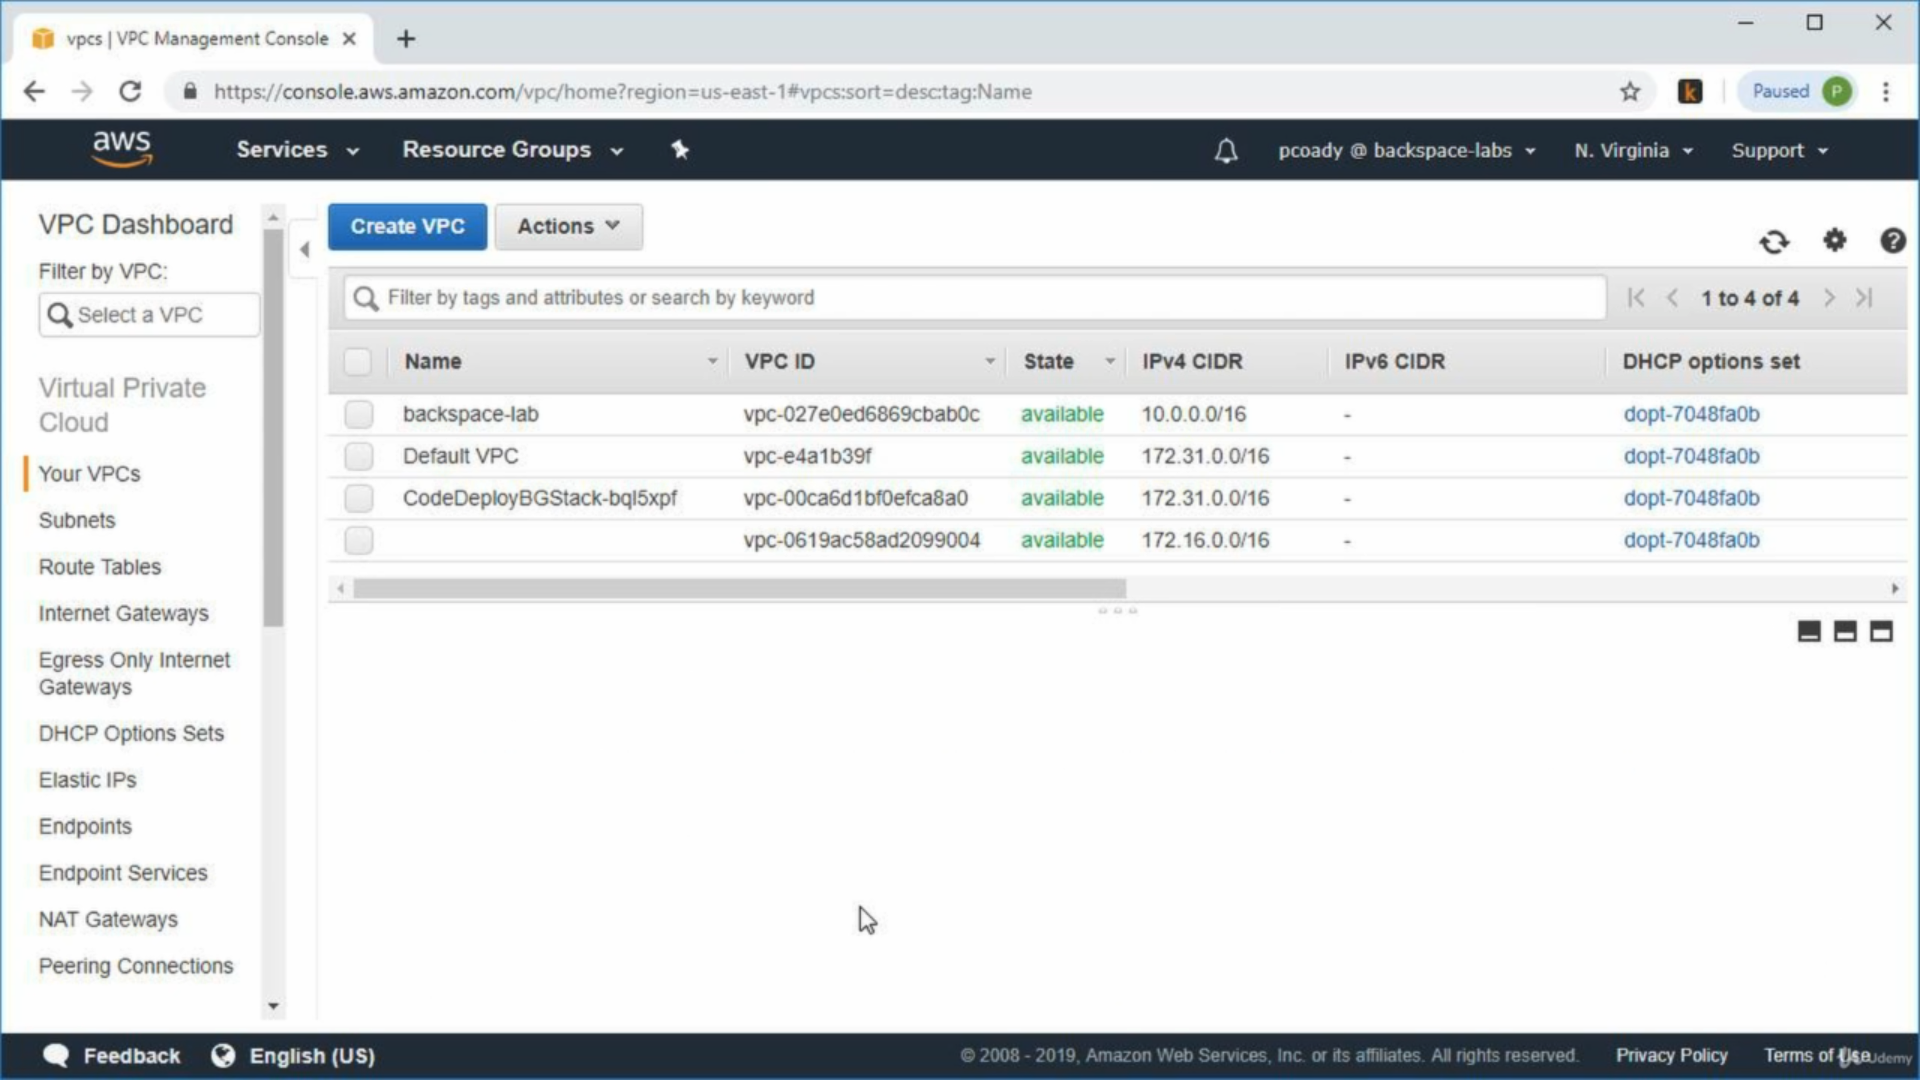 vpcs | VPC Management Console
https://console.aws.amazon.com/vpc/home?region=us-east-1#vpcs:sort=desc:tag:Name
Paused P
aws Services Resource Groups pcoady @ backspace-labs N. Virginia Support
VPC Dashboard
Filter by VPC:
Select a VPC
Virtual Private
Cloud
Your VPCs
Subnets
Route Tables
Internet Gateways
Egress Only Internet
Gateways
DHCP Options Sets
Elastic IPs
Endpoints
Endpoint Services
NAT Gateways
Peering Connections
Create VPC Actions
Filter by tags and attributes or search by keyword 1 to 4 of 4
Name VPC ID State IPv4 CIDR IPv6 CIDR DHCP options set
backspace-lab vpc-027e0ed6869cbab0c available 10.0.0.0/16 - dopt-7048fa0b
Default VPC vpc-e4a1b39f available 172.31.0.0/16 - dopt-7048fa0b
CodeDeployBGStack-bql5xpf vpc-00ca6d1bf0efca8a0 available 172.31.0.0/16 - dopt-7048fa0b
vpc-0619ac58ad2099004 available 172.16.0.0/16 - dopt-7048fa0b
Feedback English (US) © 2008 - 2019, Amazon Web Services, Inc. or its affiliates. All rights reserved. Privacy Policy Terms of Use
Udemy